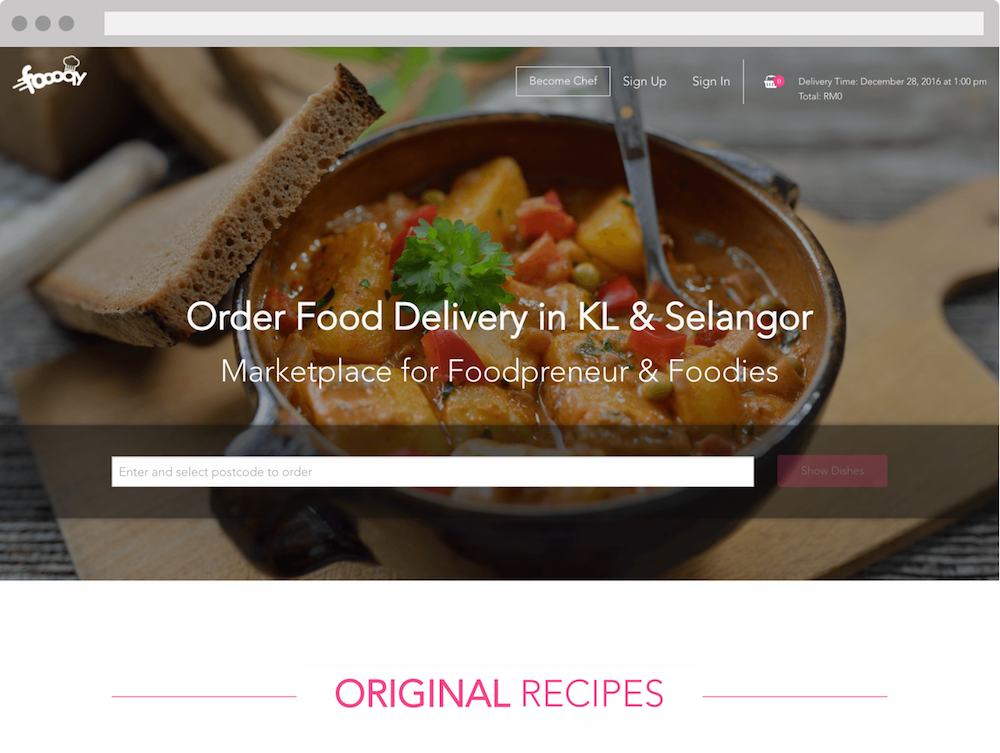 foooody
Become Chef
Sign Up
Sign In
0
Delivery Time: December 28, 2016 at 1:00 pm
Total: RM0
Order Food Delivery in KL & Selangor
Marketplace for Foodpreneur & Foodies
Enter and select postcode to order
Show Dishes
ORIGINAL RECIPES